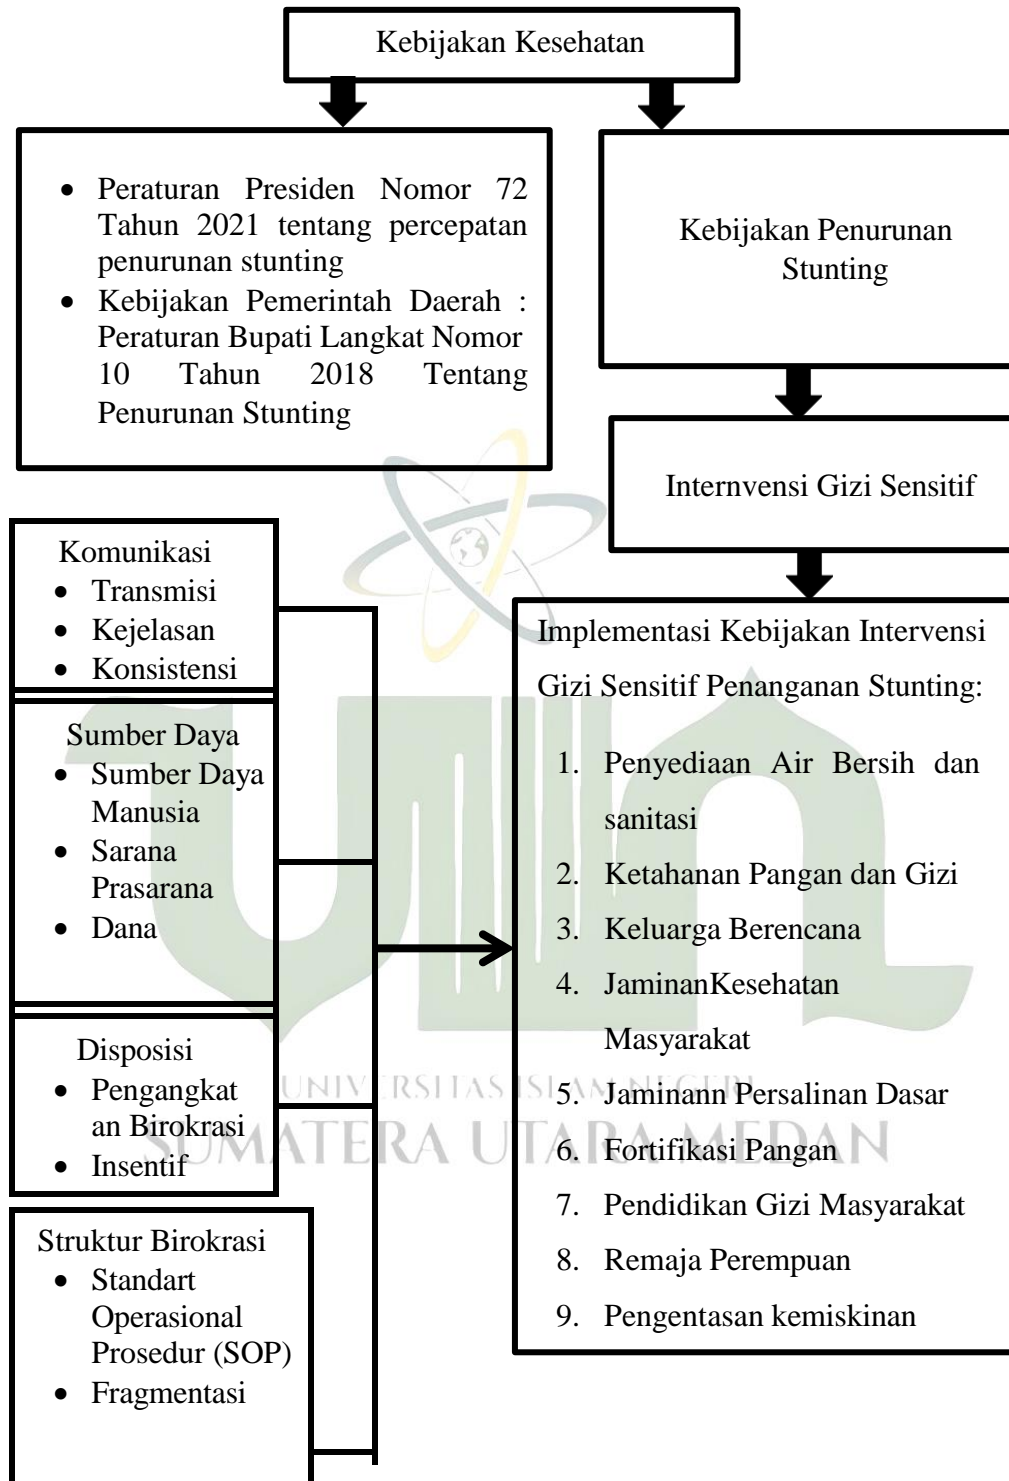 Kebijakan Kesehatan
• Peraturan Presiden Nomor 72
Tahun 2021 tentang percepatan
penurunan stunting
• Kebijakan Pemerintah Daerah :
Peraturan Bupati Langkat Nomor
10 Tahun 2018 Tentang
Penurunan Stunting
Kebijakan Penurunan
Stunting
Internvensi Gizi Sensitif
Komunikasi
• Transmisi
• Kejelasan
• Konsistensi
Sumber Daya
• Sumber Daya
Manusia
• Sarana
Prasarana
• Dana
Disposisi
• Pengangkat
an Birokrasi
• Insentif
Struktur Birokrasi
• Standart
Operasional
Prosedur (SOP)
• Fragmentasi
Implementasi Kebijakan Intervensi
Gizi Sensitif Penanganan Stunting:
1. Penyediaan Air Bersih dan
sanitasi
2. Ketahanan Pangan dan Gizi
3. Keluarga Berencana
4. JaminanKesehatan
Masyarakat
5. Jaminann Persalinan Dasar
6. Fortifikasi Pangan
7. Pendidikan Gizi Masyarakat
8. Remaja Perempuan
9. Pengentasan kemiskinan
UNIVERSITAS ISLAM NEGERI
SUMATERA UTARA MEDAN